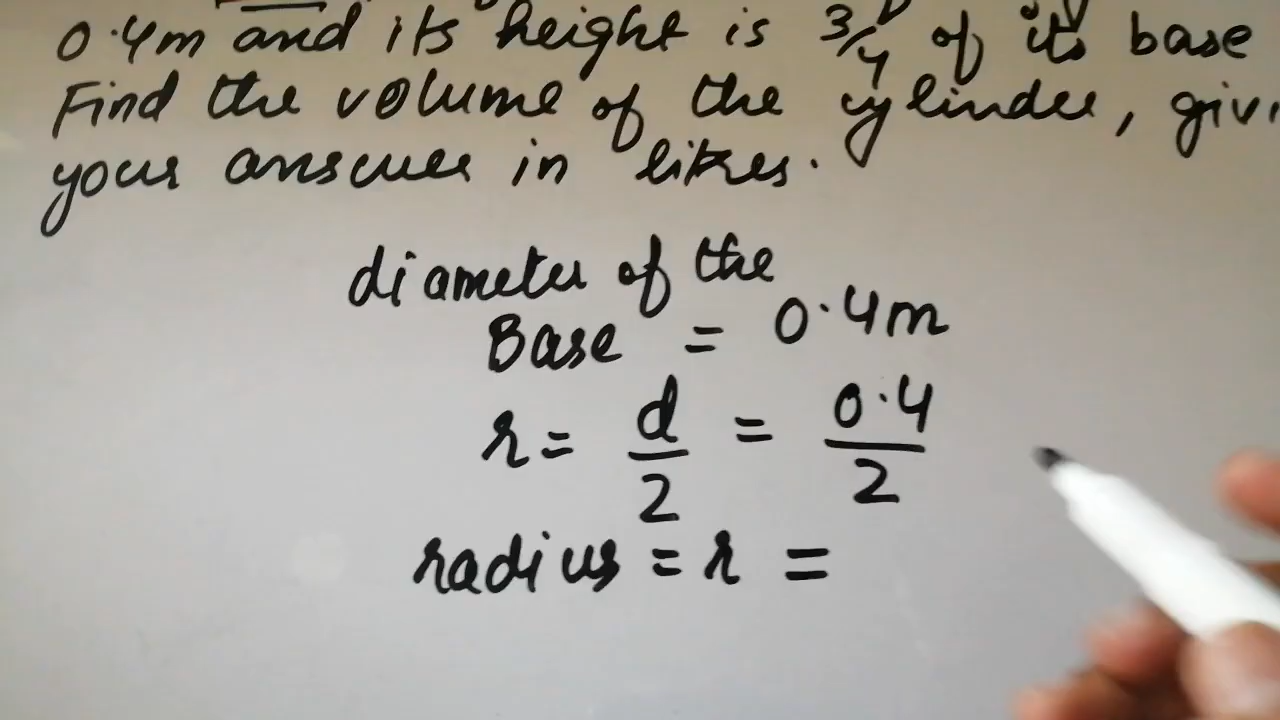 0.4m and its height is 3/4 of its base
Find the volume of the cylinder, givi
your answer in litres.
diameter of the
Base = 0.4m
r = d/2 = 0.4/2
radius = r =